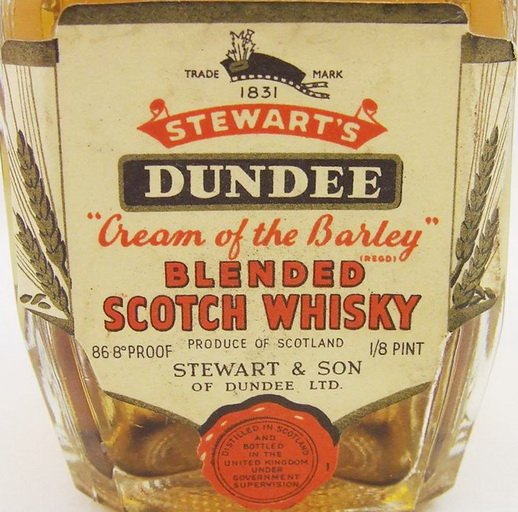 TRADE MARK
1831
STEWART'S
DUNDEE
"Cream of the Barley"
(REGD)
BLENDED
SCOTCH WHISKY
86·8° PROOF PRODUCE OF SCOTLAND 1/8 PINT
STEWART & SON
OF DUNDEE LTD.
DISTILLED IN SCOTLAND
AND
BOTTLED
IN THE
UNITED KINGDOM
UNDER
GOVERNMENT
SUPERVISION